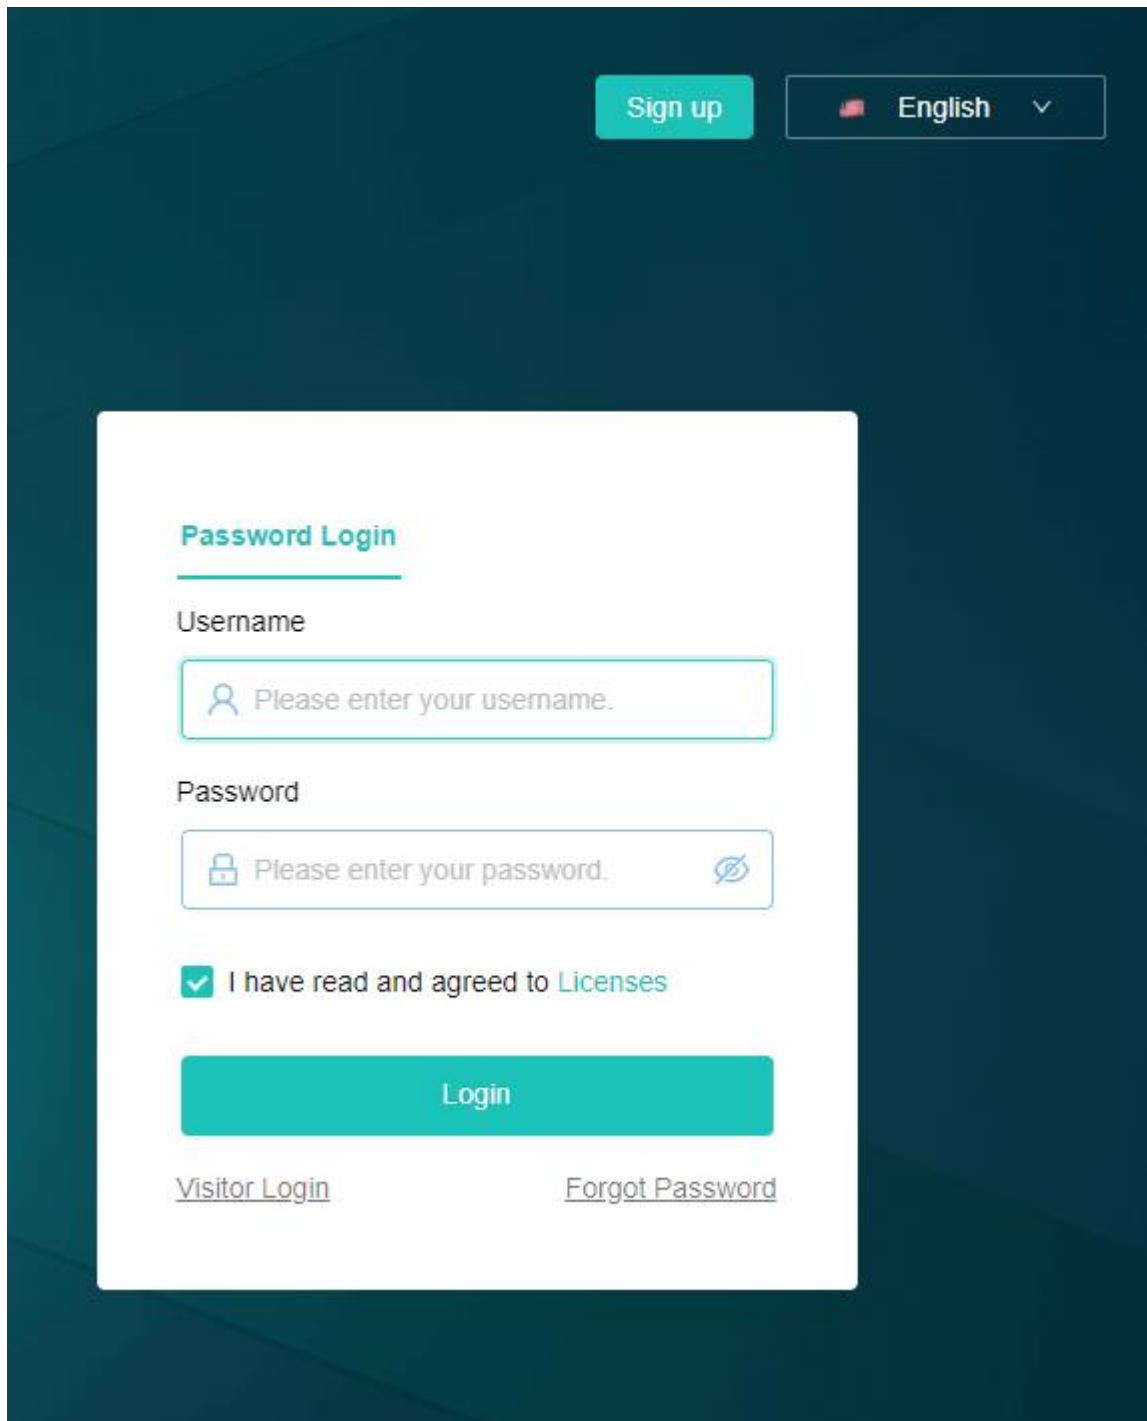 Sign up
English
Password Login
Username
Please enter your username.
Password
Please enter your password.
I have read and agreed to Licenses
Login
Visitor Login
Forgot Password